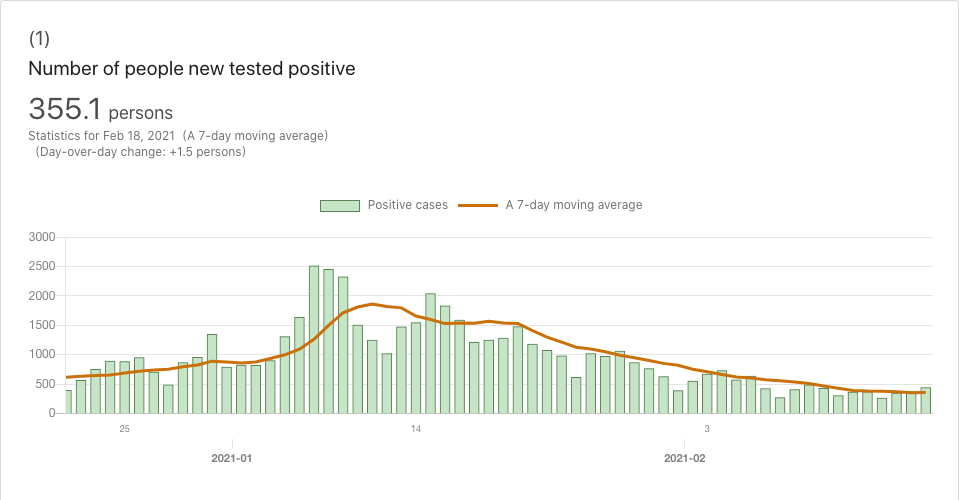 (1)
Number of people new tested positive
355.1 persons
Statistics for Feb 18, 2021 (A 7-day moving average)
(Day-over-day change: +1.5 persons)
Positive cases A 7-day moving average
3000
2500
2000
1500
1000
500
0
25 14 3
2021-01 2021-02